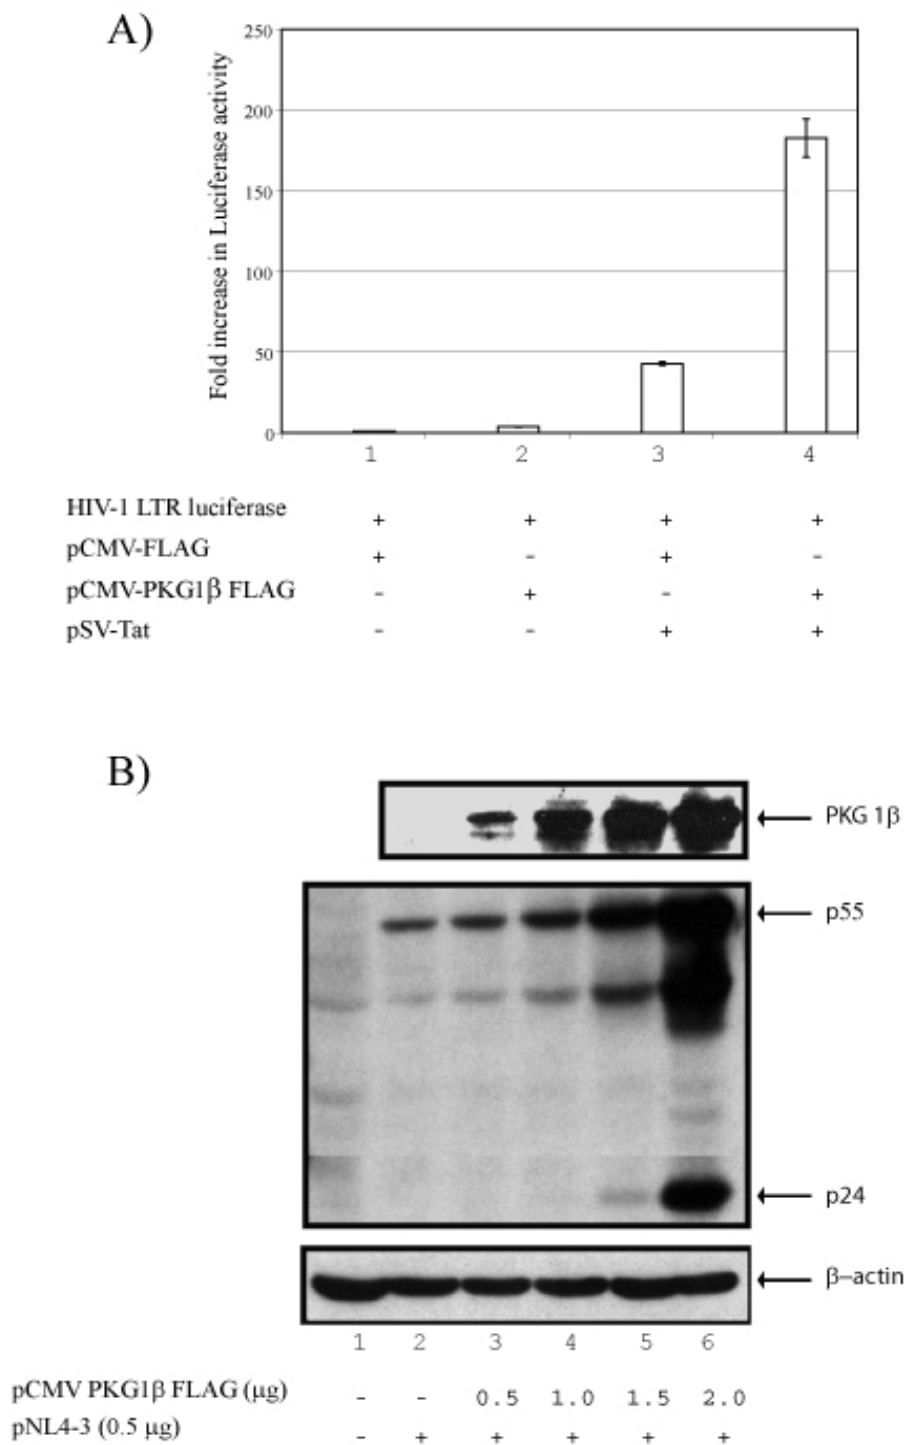 A)
Fold increase in Luciferase activity
250
200
150
100
50
0
1 2 3 4
HIV-1 LTR luciferase + + + +
pCMV-FLAG + - + -
pCMV-PKG1β FLAG - + - +
pSV-Tat - - + +
B)
PKG 1β
p55
p24
β–actin
1 2 3 4 5 6
pCMV PKG1β FLAG (µg) - - 0.5 1.0 1.5 2.0
pNL4-3 (0.5 µg) - + + + + +